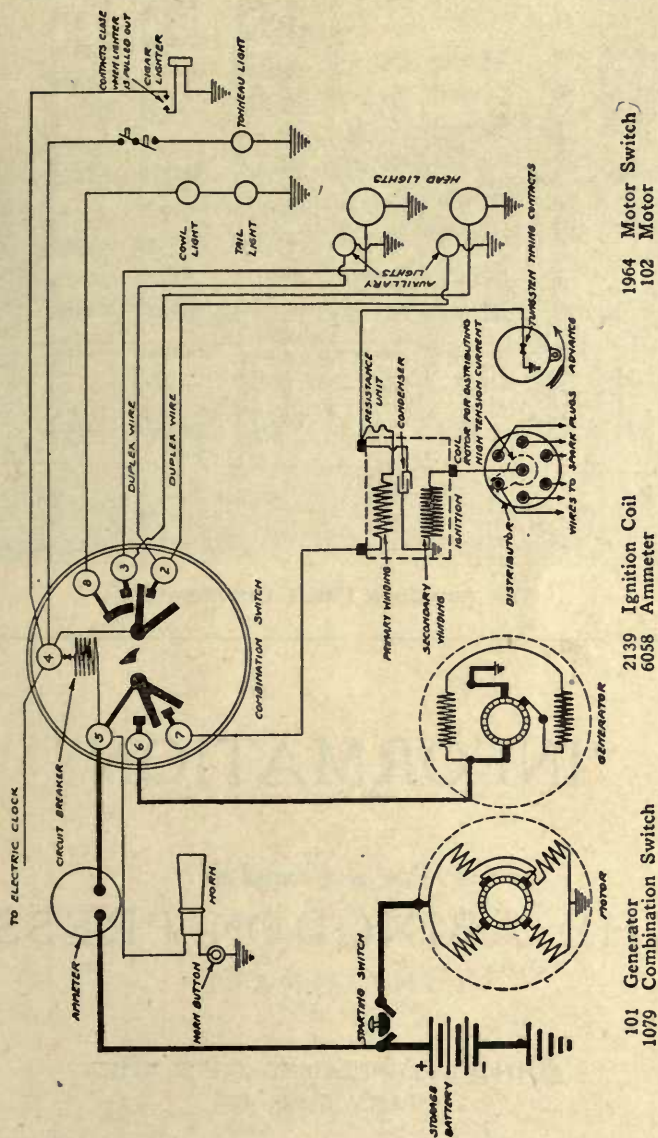 TO ELECTRIC CLOCK
CONTACTS CLOSE
WHEN LIGHTER
IS PULLED OUT
CIGAR
LIGHTER
TONNEAU LIGHT
COWL
LIGHT
TAIL
LIGHT
HEAD
LIGHTS
AUXILLARY
LIGHTS
DUPLEX WIRE
DUPLEX WIRE
AMMETER
CIRCUIT BREAKER
4
5
6
7
8
3
2
COMBINATION SWITCH
HORN
HORN BUTTON
RESISTANCE
UNIT
CONDENSER
COIL
IGNITION
PRIMARY WINDING
SECONDARY
WINDING
ROTOR FOR DISTRIBUTING
HIGH TENSION CURRENT
TUNGSTEN TIMING CONTACTS
ADVANCE
DISTRIBUTOR
WIRES TO SPARK PLUGS
STARTING SWITCH
STORAGE
BATTERY
+
-
MOTOR
GENERATOR
101 Generator
1079 Combination Switch
2139 Ignition Coil
6058 Ammeter
1964 Motor Switch
102 Motor